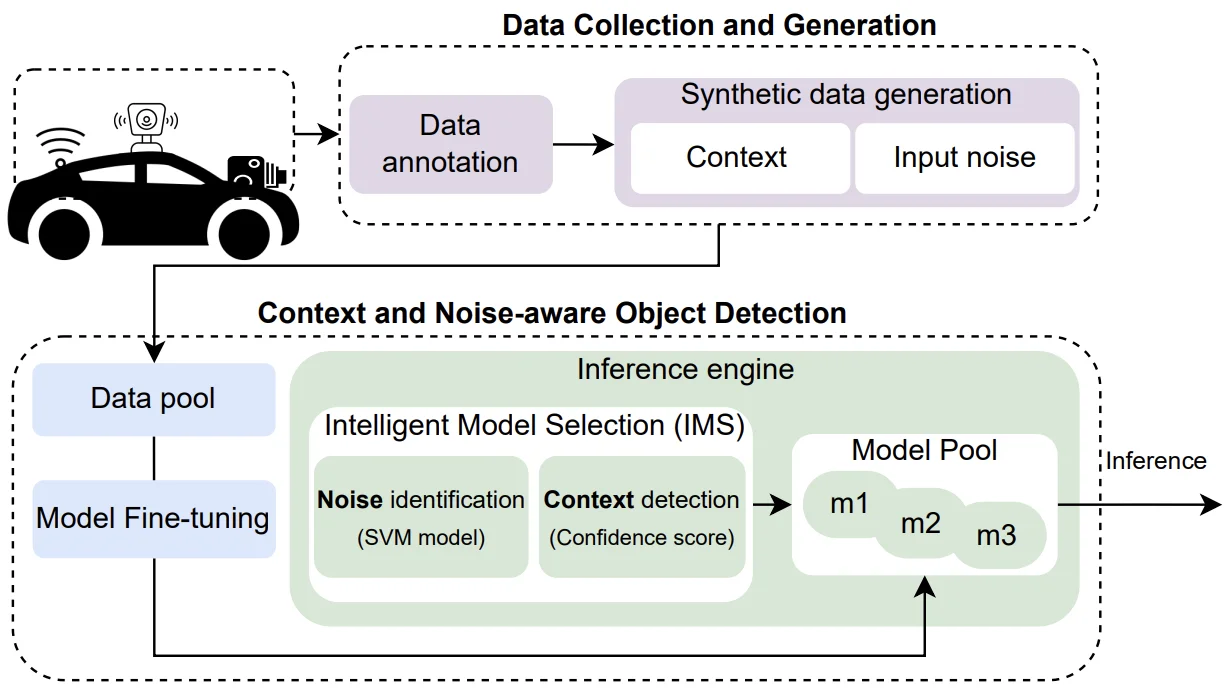 Data Collection and Generation
Data
annotation
Synthetic data generation
Context
Input noise
Context and Noise-aware Object Detection
Data pool
Model Fine-tuning
Inference engine
Intelligent Model Selection (IMS)
Noise identification
(SVM model)
Context detection
(Confidence score)
Model Pool
m1
m2
m3
Inference